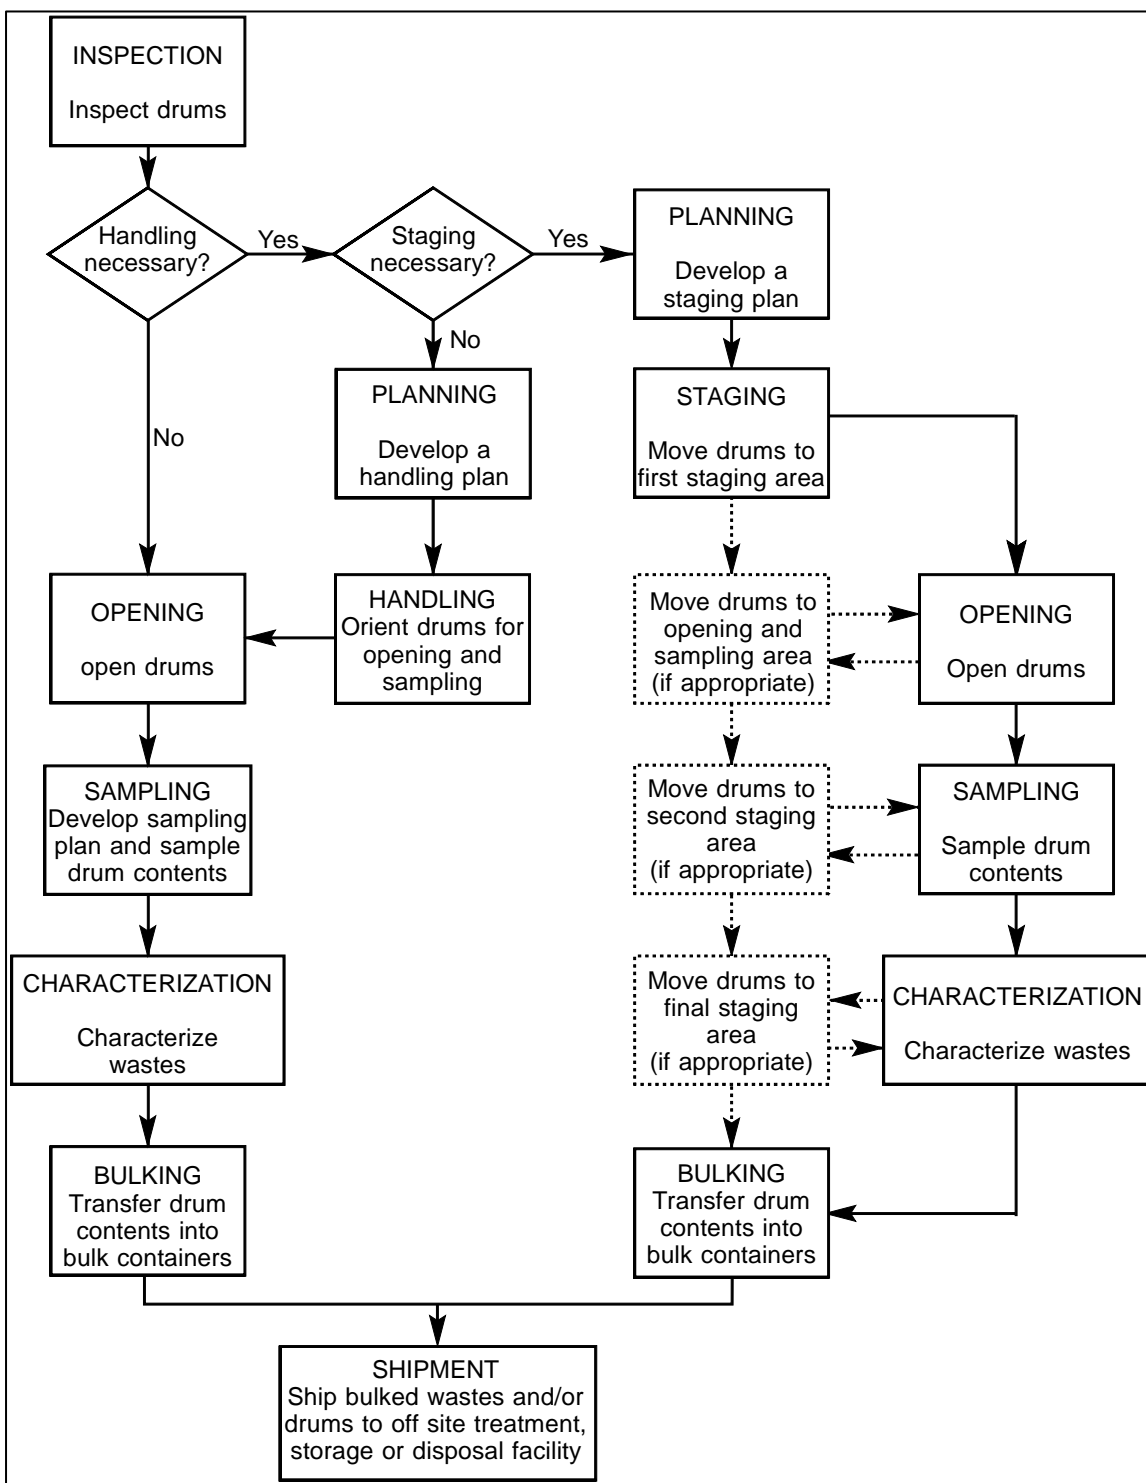 INSPECTION
Inspect drums
Handling
necessary?
Yes
Staging
necessary?
Yes
PLANNING
Develop a
staging plan
No
No
PLANNING
Develop a
handling plan
STAGING
Move drums to
first staging area
OPENING
open drums
HANDLING
Orient drums for
opening and
sampling
Move drums to
opening and
sampling area
(if appropriate)
OPENING
Open drums
SAMPLING
Develop sampling
plan and sample
drum contents
Move drums to
second staging
area
(if appropriate)
SAMPLING
Sample drum
contents
CHARACTERIZATION
Characterize
wastes
Move drums to
final staging
area
(if appropriate)
CHARACTERIZATION
Characterize wastes
BULKING
Transfer drum
contents into
bulk containers
BULKING
Transfer drum
contents into
bulk containers
SHIPMENT
Ship bulked wastes and/or
drums to off site treatment,
storage or disposal facility